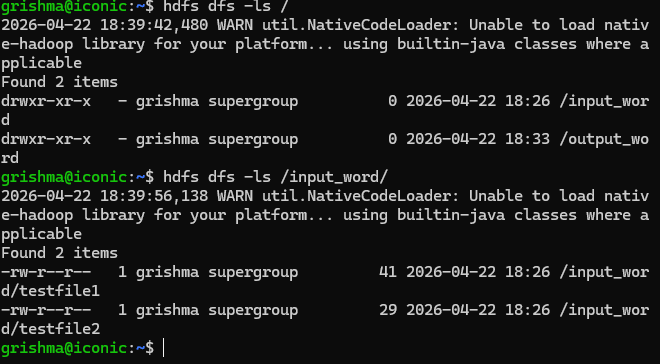 grishma@iconic:~$ hdfs dfs -ls /
2026-04-22 18:39:42,480 WARN util.NativeCodeLoader: Unable to load nativ
e-hadoop library for your platform... using builtin-java classes where a
pplicable
Found 2 items
drwxr-xr-x   - grishma supergroup          0 2026-04-22 18:26 /input_wor
d
drwxr-xr-x   - grishma supergroup          0 2026-04-22 18:33 /output_wo
rd
grishma@iconic:~$ hdfs dfs -ls /input_word/
2026-04-22 18:39:56,138 WARN util.NativeCodeLoader: Unable to load nativ
e-hadoop library for your platform... using builtin-java classes where a
pplicable
Found 2 items
-rw-r--r--   1 grishma supergroup         41 2026-04-22 18:26 /input_wor
d/testfile1
-rw-r--r--   1 grishma supergroup         29 2026-04-22 18:26 /input_wor
d/testfile2
grishma@iconic:~$